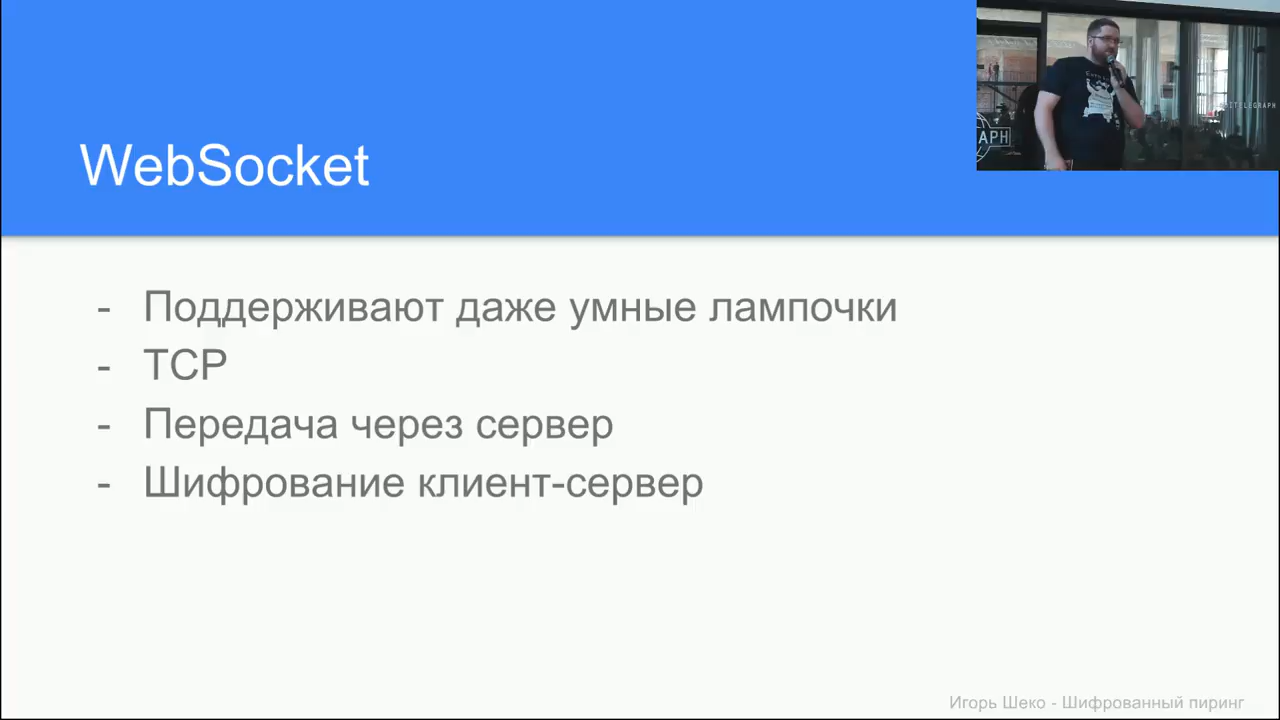 WebSocket
- Поддерживают даже умные лампочки
- TCP
- Передача через сервер
- Шифрование клиент-сервер
Игорь Шеко - Шифрованный пиринг